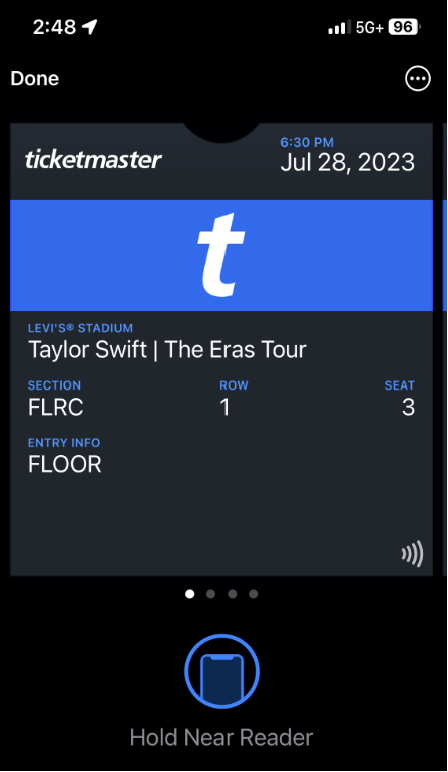 2:48 5G+ 96
Done
ticketmaster
6:30 PM
Jul 28, 2023
t
LEVI'S® STADIUM
Taylor Swift | The Eras Tour
SECTION ROW SEAT
FLRC 1 3
ENTRY INFO
FLOOR
Hold Near Reader